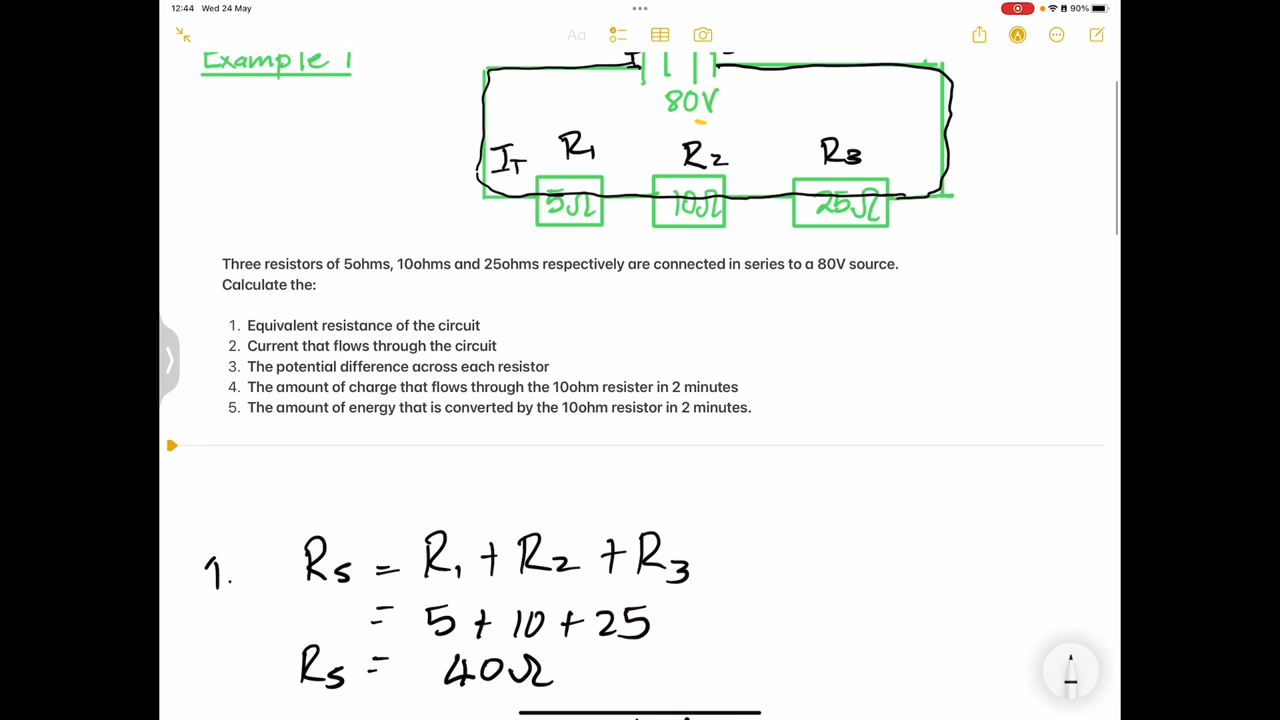 12:44 Wed 24 May
90%
Aa
Example 1
80V
I_T R₁ R₂ R₃
5Ω 10Ω 25Ω
Three resistors of 5ohms, 10ohms and 25ohms respectively are connected in series to a 80V source.
Calculate the:
1. Equivalent resistance of the circuit
2. Current that flows through the circuit
3. The potential difference across each resistor
4. The amount of charge that flows through the 10ohm resister in 2 minutes
5. The amount of energy that is converted by the 10ohm resistor in 2 minutes.
1. Rs = R₁ + R₂ + R₃
= 5 + 10 + 25
Rs = 40Ω